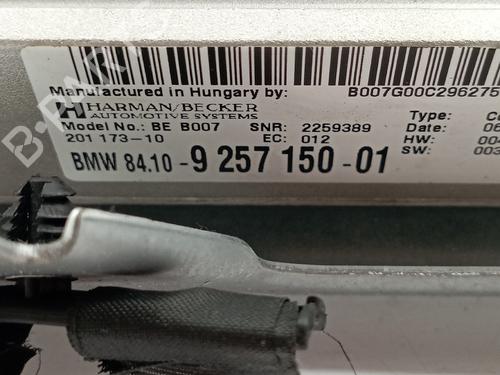 Manufactured in Hungary by:
B007G00C296275
HARMAN/BECKER
AUTOMOTIVE SYSTEMS
Model No.: BE B007
SNR: 2259389
201 173-10
EC: 012
BMW 84.10 - 9 257 150 - 01
Type:
Date:
HW:
SW:
B-PARTS